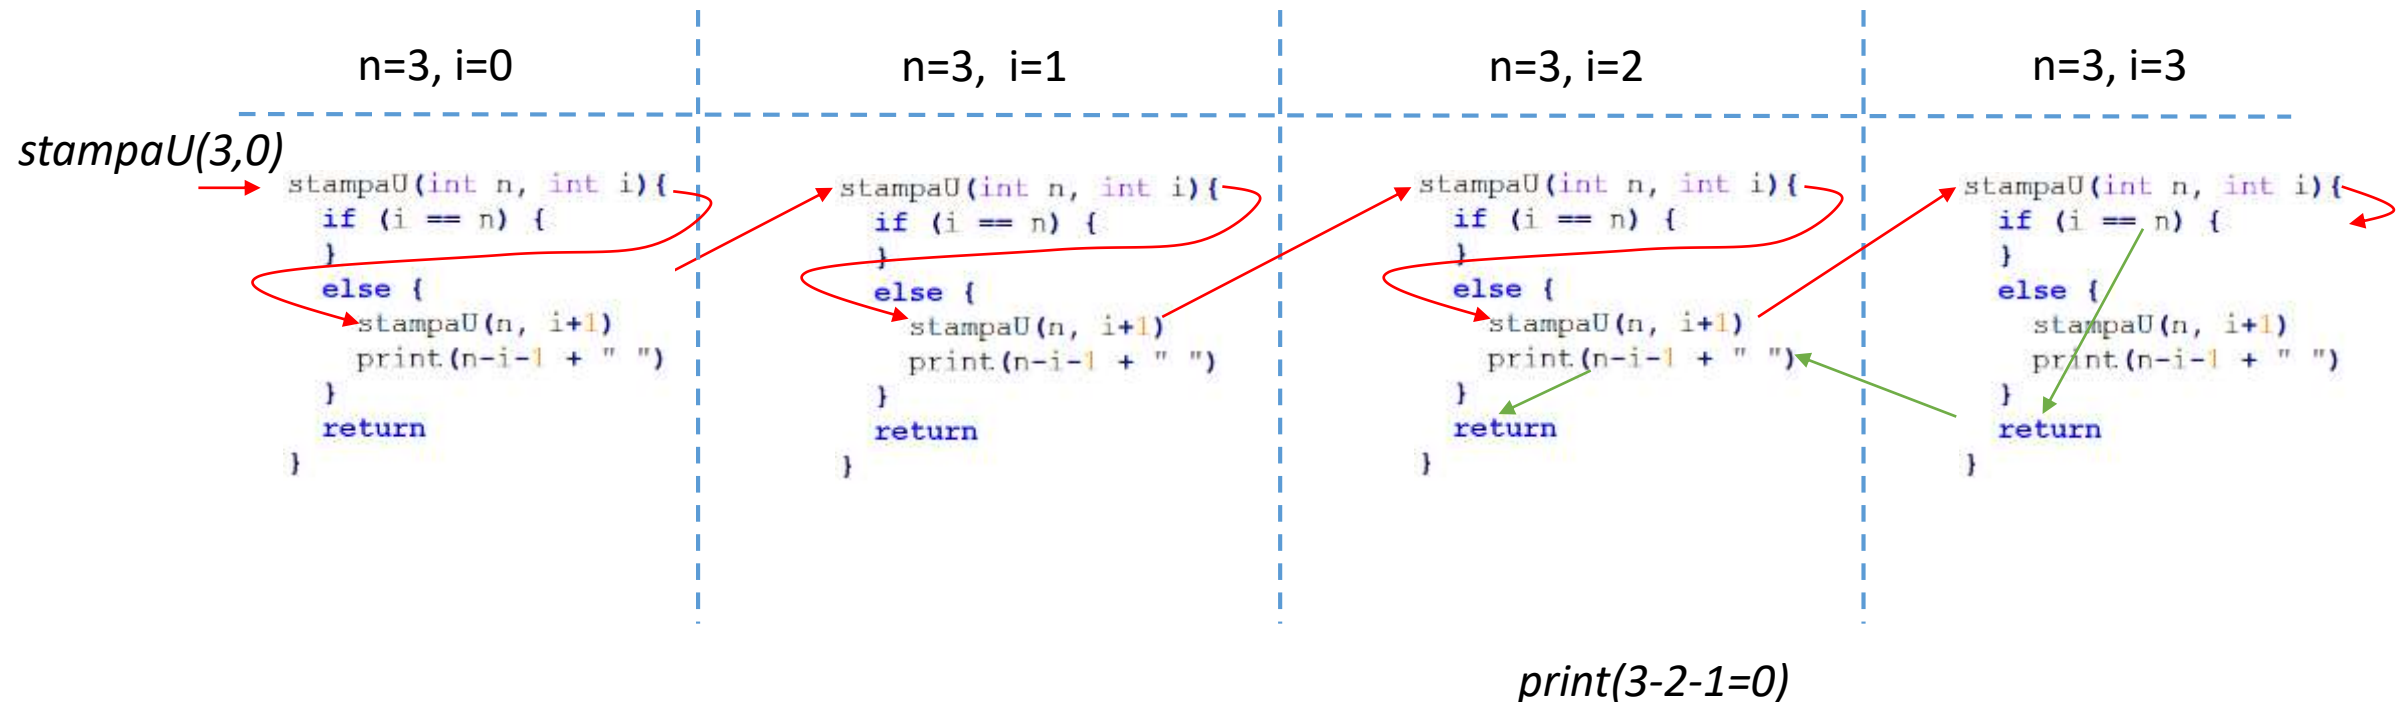 n=3, i=0
n=3, i=1
n=3, i=2
n=3, i=3
stampaU(3,0)
stampaU(int n, int i){
if (i == n) {
}
else {
stampaU(n, i+1)
print(n-i-1 + " ")
}
return
}
stampaU(int n, int i){
if (i == n) {
}
else {
stampaU(n, i+1)
print(n-i-1 + " ")
}
return
}
stampaU(int n, int i){
if (i == n) {
}
else {
stampaU(n, i+1)
print(n-i-1 + " ")
}
return
}
stampaU(int n, int i){
if (i == n) {
}
else {
stampaU(n, i+1)
print(n-i-1 + " ")
}
return
}
print(3-2-1=0)